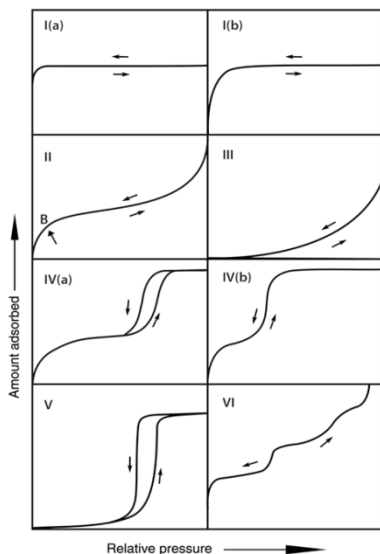 I(a)
I(b)
II
III
B
IV(a)
IV(b)
V
VI
Amount adsorbed
Relative pressure